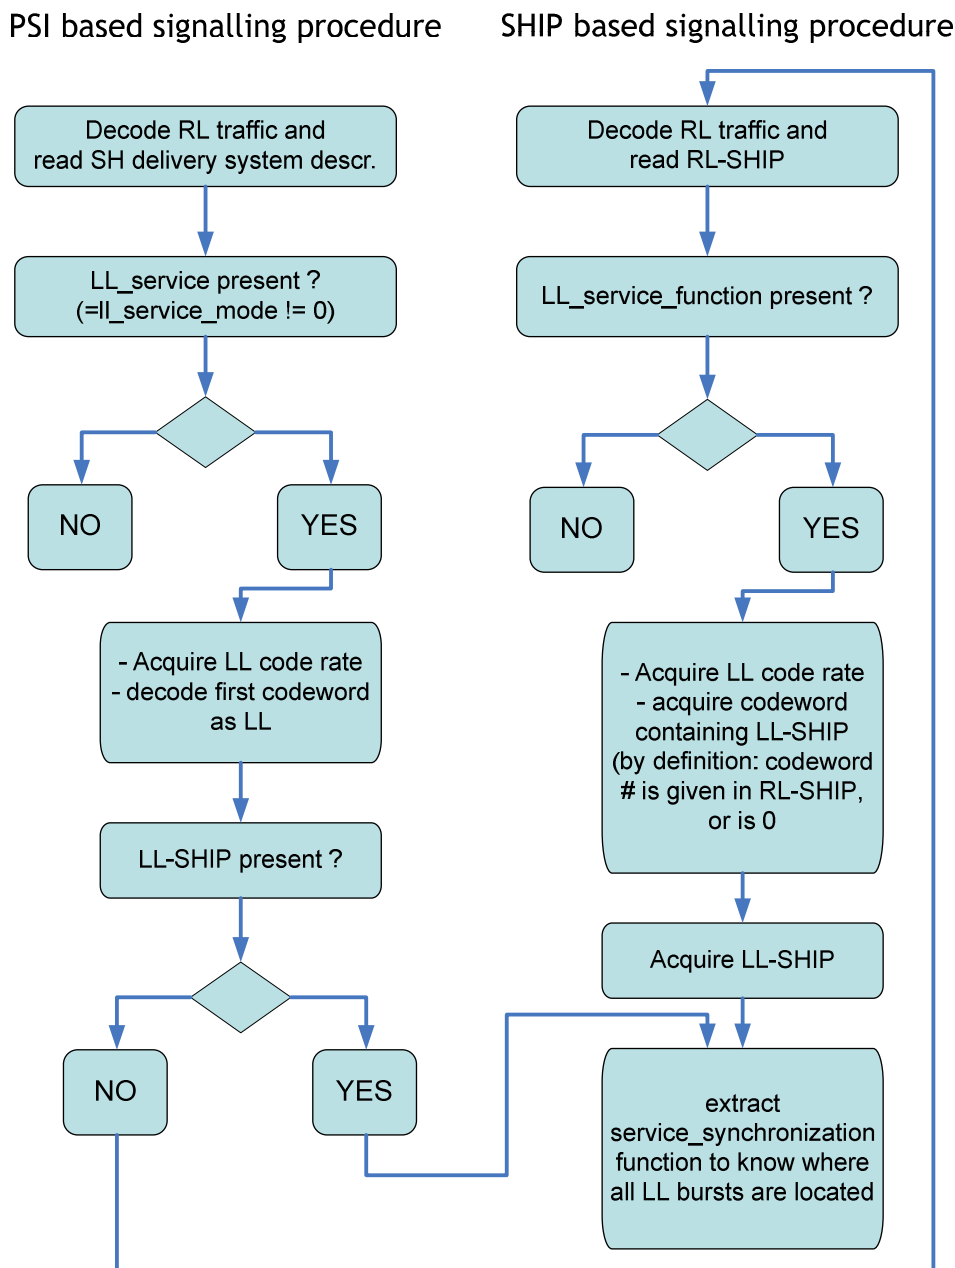 PSI based signalling procedure
Decode RL traffic and
read SH delivery system descr.
LL_service present ?
(=ll_service_mode != 0)
NO
YES
- Acquire LL code rate
- decode first codeword
as LL
LL-SHIP present ?
NO
YES
SHIP based signalling procedure
Decode RL traffic and
read RL-SHIP
LL_service_function present ?
NO
YES
- Acquire LL code rate
- acquire codeword
containing LL-SHIP
(by definition: codeword
# is given in RL-SHIP,
or is 0
Acquire LL-SHIP
extract
service_synchronization
function to know where
all LL bursts are located